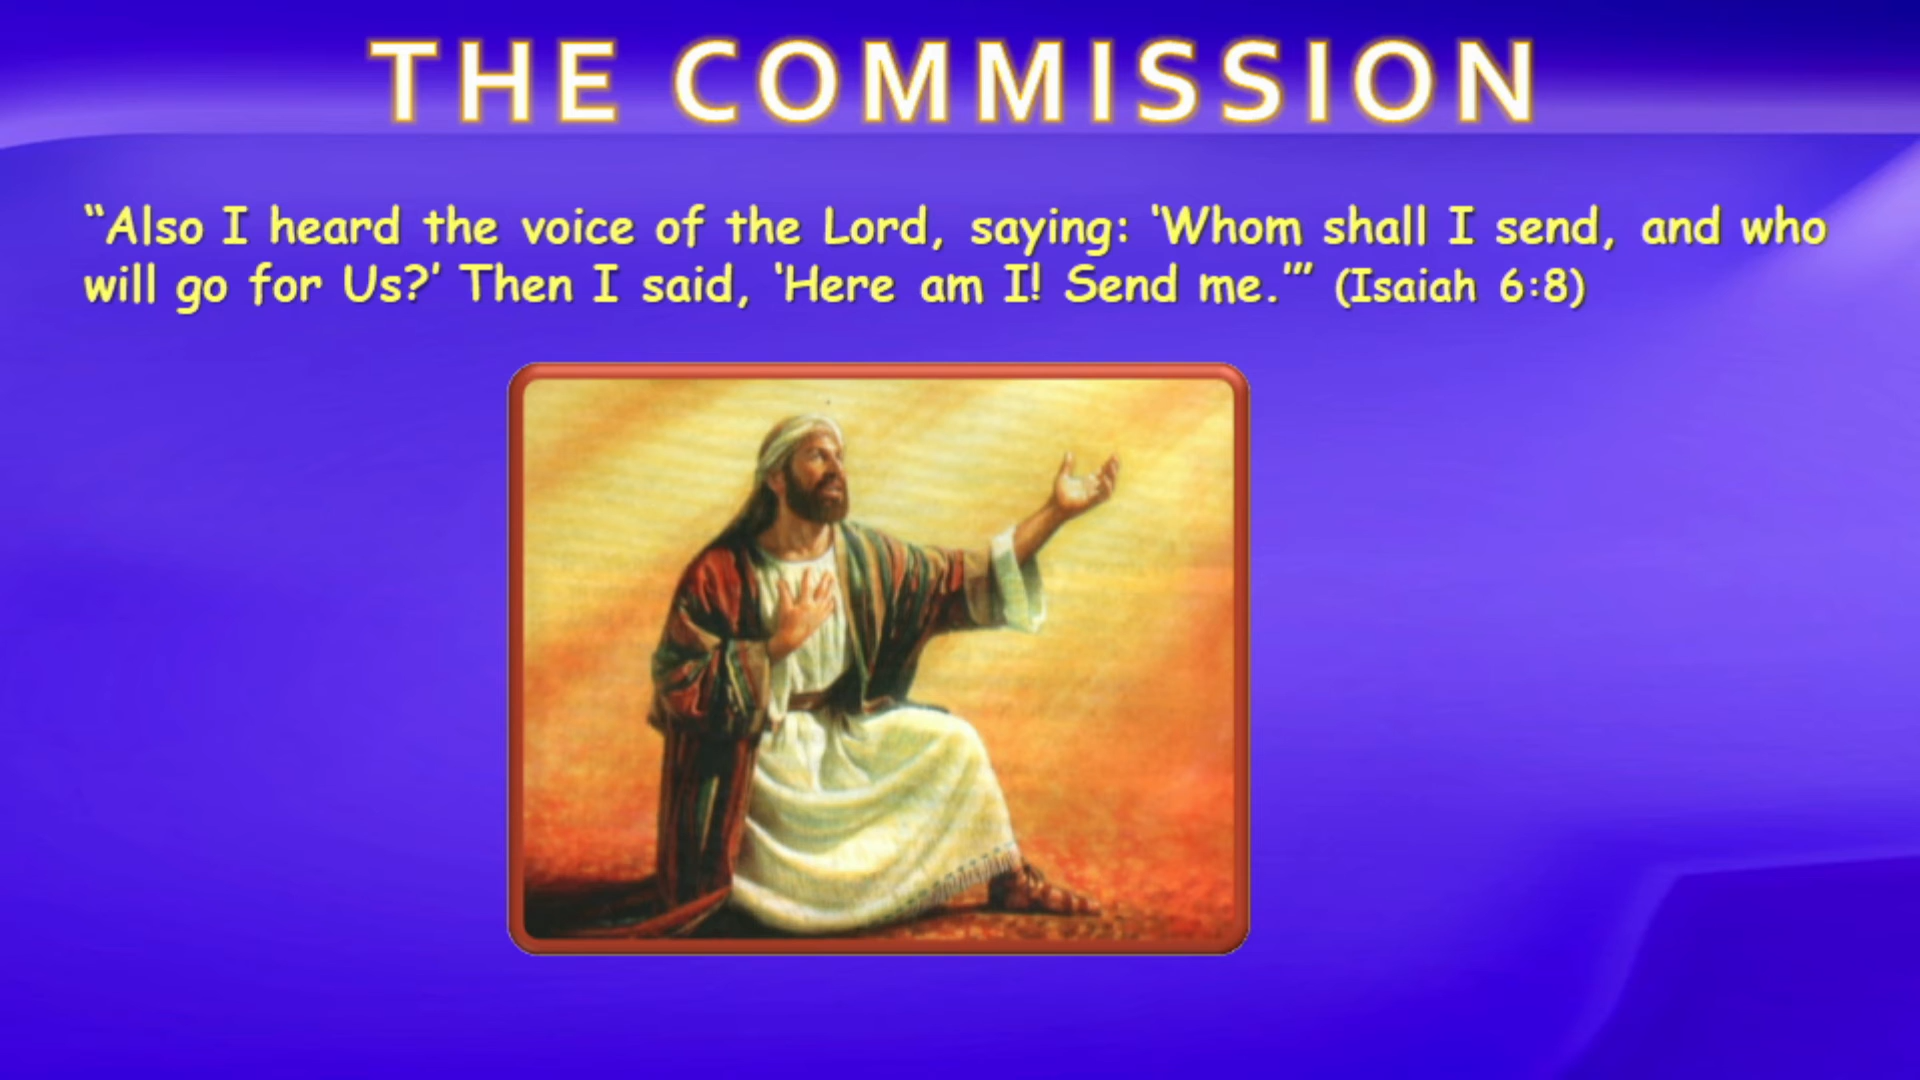 THE COMMISSION
“Also I heard the voice of the Lord, saying: ‘Whom shall I send, and who
will go for Us?’ Then I said, ‘Here am I! Send me.’” (Isaiah 6:8)